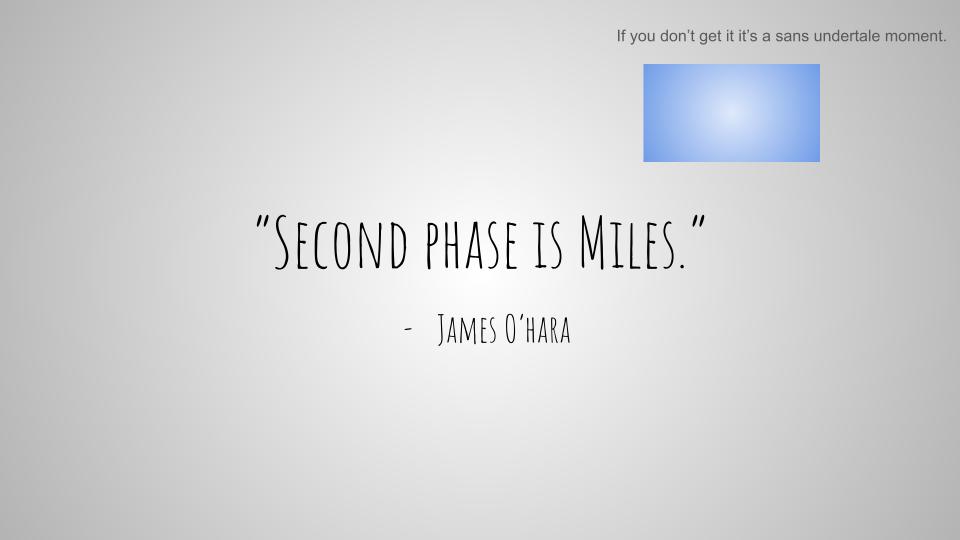 If you don’t get it it’s a sans undertale moment.
“Second phase is Miles.”
- James O’hara